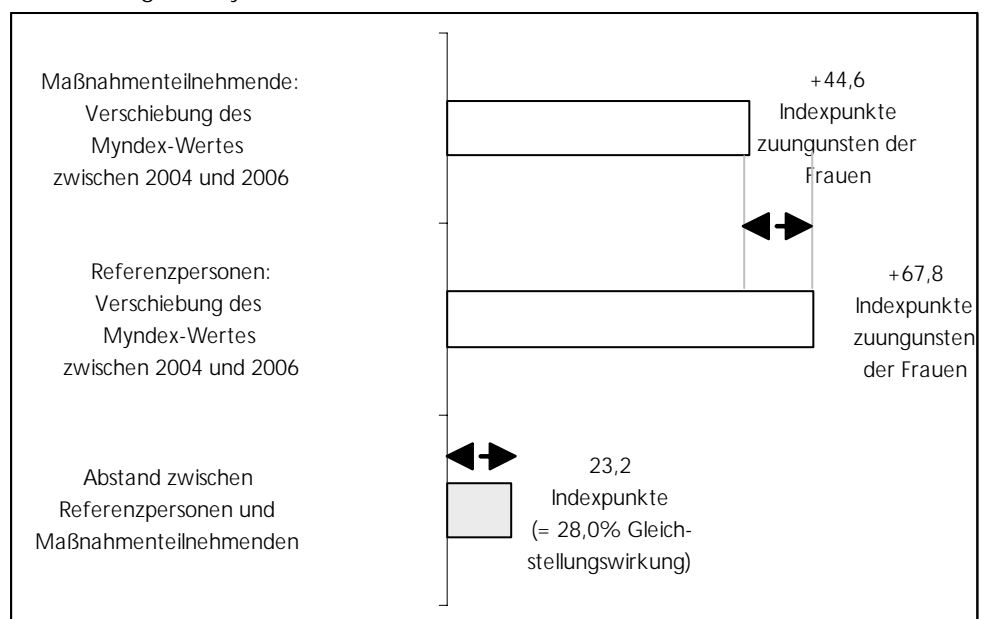 Maßnahmenteilnehmende:
Verschiebung des
Myndex-Wertes
zwischen 2004 und 2006
+44,6
Indexpunkte
zuungunsten der
Frauen
Referenzpersonen:
Verschiebung des
Myndex-Wertes
zwischen 2004 und 2006
+67,8
Indexpunkte
zuungunsten
der Frauen
Abstand zwischen
Referenzpersonen und
Maßnahmenteilnehmenden
23,2
Indexpunkte
(= 28,0% Gleich-
stellungswirkung)